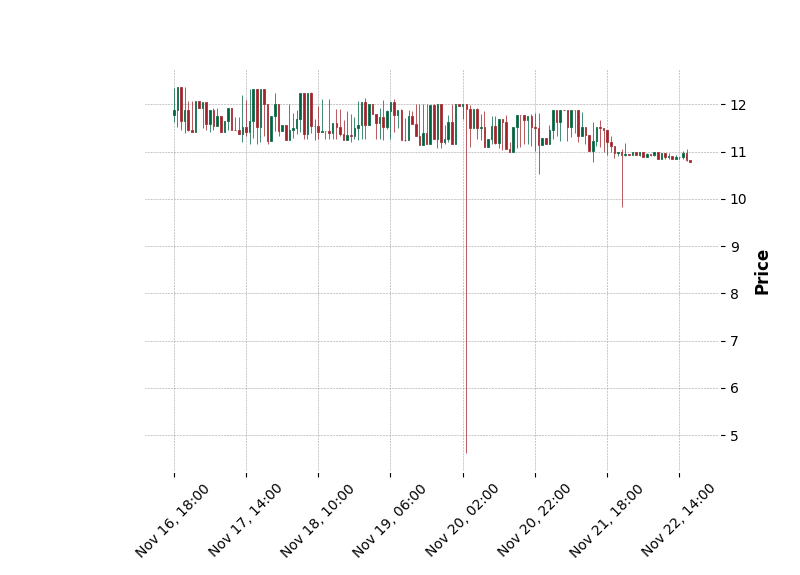 12
11
10
9
8
7
6
5
Price
Nov 16, 18:00
Nov 17, 14:00
Nov 18, 10:00
Nov 19, 06:00
Nov 20, 02:00
Nov 20, 22:00
Nov 21, 18:00
Nov 22, 14:00